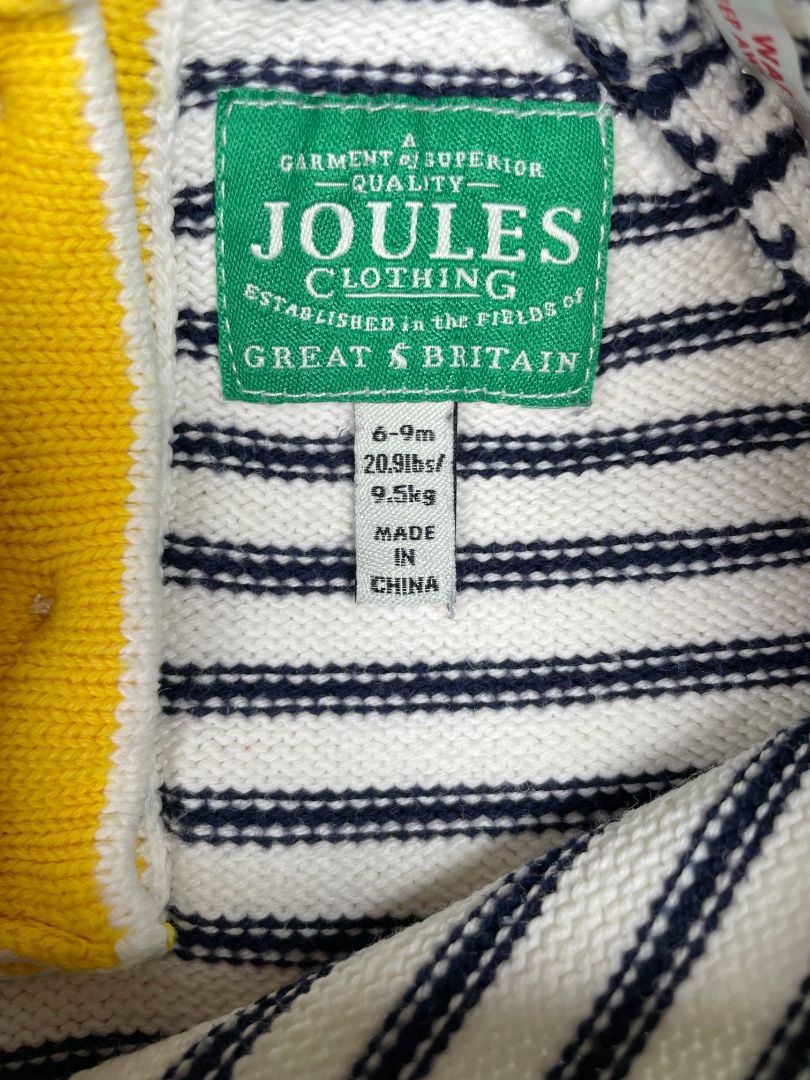 A
GARMENT of SUPERIOR
QUALITY
JOULES
CLOTHING
ESTABLISHED in the FIELDS of
GREAT BRITAIN
6-9m
20.9lbs/
9.5kg
MADE
IN
CHINA